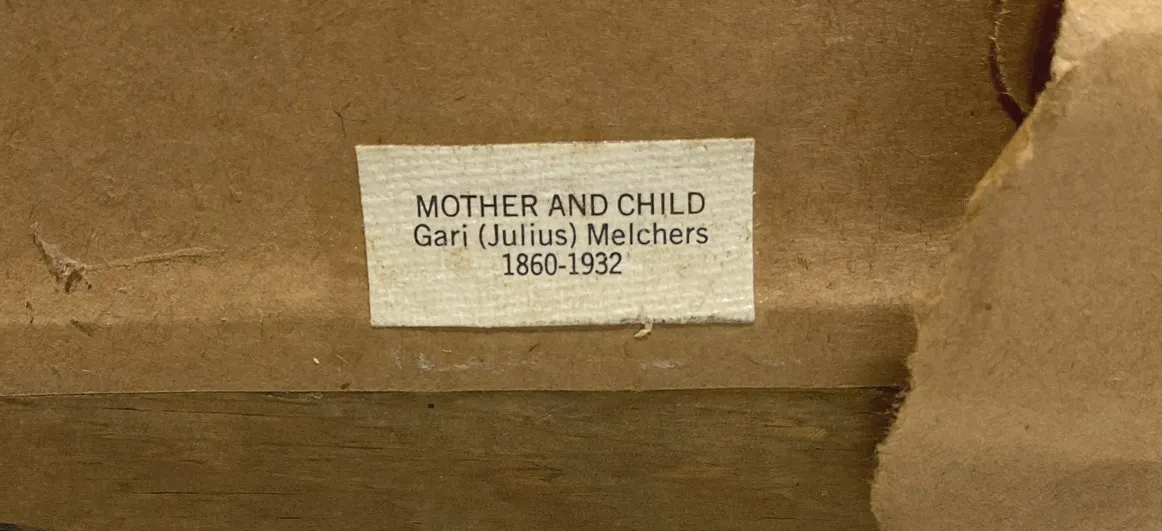 MOTHER AND CHILD
Gari (Julius) Melchers
1860-1932